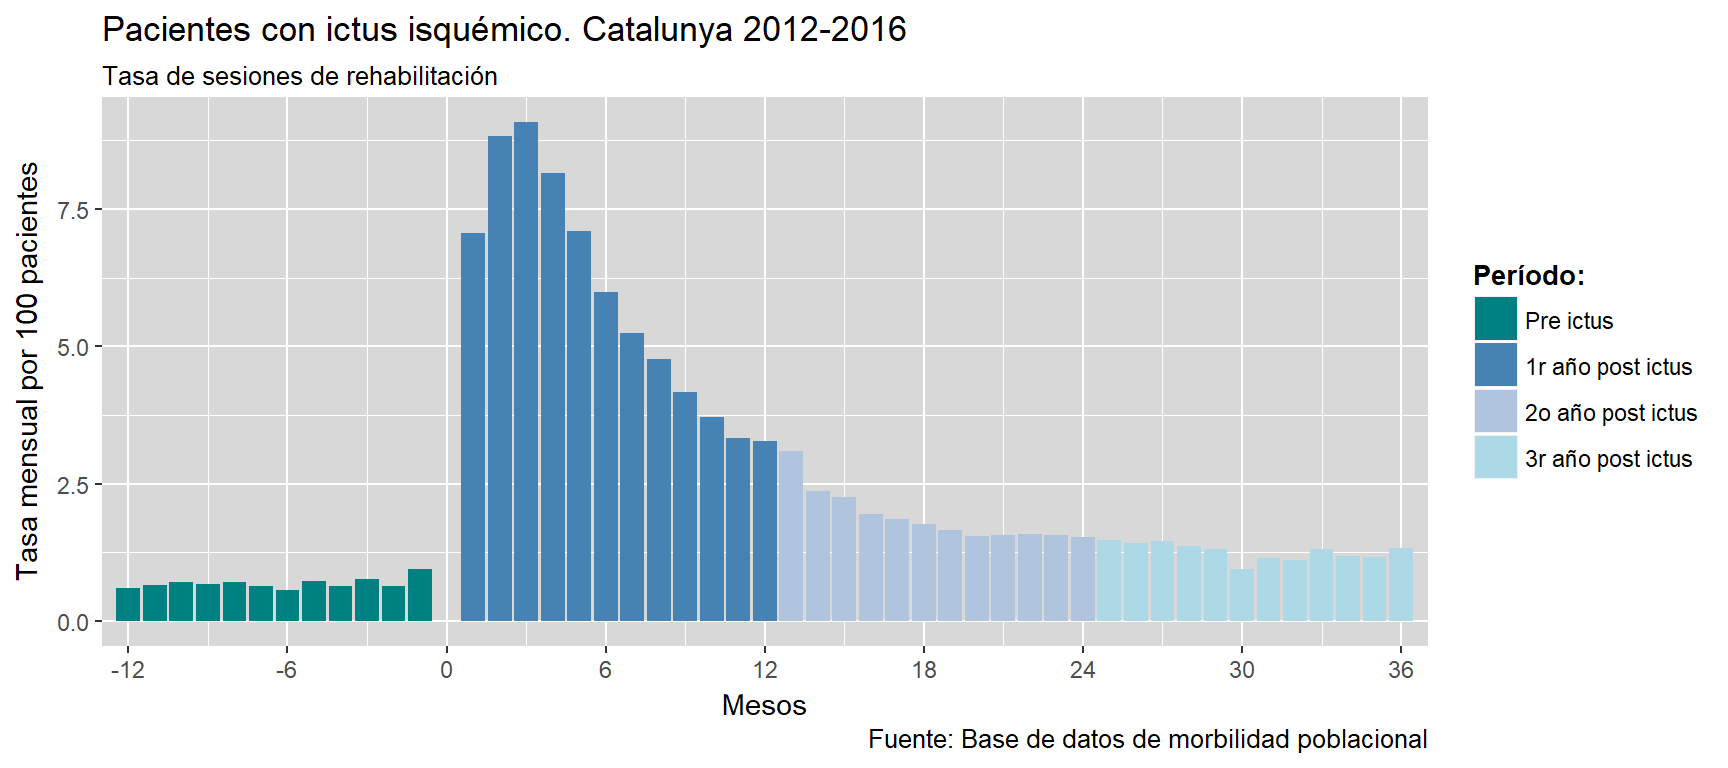 Pacientes con ictus isquémico. Catalunya 2012-2016
Tasa de sesiones de rehabilitación
Tasa mensual por 100 pacientes
7.5
5.0
2.5
0.0
-12 -6 0 6 12 18 24 30 36
Mesos
Período:
Pre ictus
1r año post ictus
2o año post ictus
3r año post ictus
Fuente: Base de datos de morbilidad poblacional